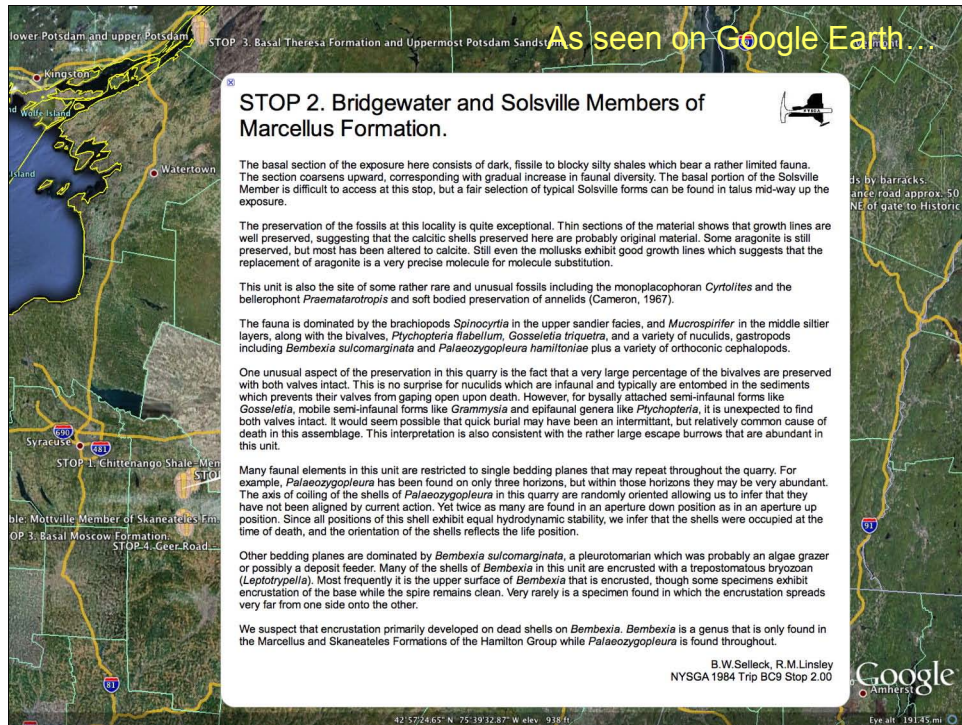 As seen on Google Earth…
lower Potsdam and upper Potsdam
STOP 3. Basal Theresa Formation and Uppermost Potsdam Sandst
87
Vermont
Kingston
Wolfe Island
Island
Watertown
STOP 2. Bridgewater and Solsville Members of
Marcellus Formation.
NYSGA
The basal section of the exposure here consists of dark, fissile to blocky silty shales which bear a rather limited fauna.
The section coarsens upward, corresponding with gradual increase in faunal diversity. The basal portion of the Solsville
Member is difficult to access at this stop, but a fair selection of typical Solsville forms can be found in talus mid-way up the
exposure.
The preservation of the fossils at this locality is quite exceptional. Thin sections of the material shows that growth lines are
well preserved, suggesting that the calcitic shells preserved here are probably original material. Some aragonite is still
preserved, but most has been altered to calcite. Still even the mollusks exhibit good growth lines which suggests that the
replacement of aragonite is a very precise molecule for molecule substitution.
This unit is also the site of some rather rare and unusual fossils including the monoplacophoran Cyrtolites and the
bellerophont Praematarotropis and soft bodied preservation of annelids (Cameron, 1967).
The fauna is dominated by the brachiopods Spinocyrtia in the upper sandier facies, and Mucrospirifer in the middle siltier
layers, along with the bivalves, Ptychopteria flabellum, Gosseletia triquetra, and a variety of nuculids, gastropods
including Bembexia sulcomarginata and Palaeozygopleura hamiltoniae plus a variety of orthoconic cephalopods.
One unusual aspect of the preservation in this quarry is the fact that a very large percentage of the bivalves are preserved
with both valves intact. This is no surprise for nuculids which are infaunal and typically are entombed in the sediments
which prevents their valves from gaping open upon death. However, for bysally attached semi-infaunal forms like
Gosseletia, mobile semi-infaunal forms like Grammysia and epifaunal genera like Ptychopteria, it is unexpected to find
both valves intact. It would seem possible that quick burial may have been an intermittant, but relatively common cause of
death in this assemblage. This interpretation is also consistent with the rather large escape burrows that are abundant in
this unit.
Many faunal elements in this unit are restricted to single bedding planes that may repeat throughout the quarry. For
example, Palaeozygopleura has been found on only three horizons, but within those horizons they may be very abundant.
The axis of coiling of the shells of Palaeozygopleura in this quarry are randomly oriented allowing us to infer that they
have not been aligned by current action. Yet twice as many are found in an aperture down position as in an aperture up
position. Since all positions of this shell exhibit equal hydrodynamic stability, we infer that the shells were occupied at the
time of death, and the orientation of the shells reflects the life position.
Other bedding planes are dominated by Bembexia sulcomarginata, a pleurotomarian which was probably an algae grazer
or possibly a deposit feeder. Many of the shells of Bembexia in this unit are encrusted with a trepostomatous bryozoan
(Leptotrypella). Most frequently it is the upper surface of Bembexia that is encrusted, though some specimens exhibit
encrustation of the base while the spire remains clean. Very rarely is a specimen found in which the encrustation spreads
very far from one side onto the other.
We suspect that encrustation primarily developed on dead shells on Bembexia. Bembexia is a genus that is only found in
the Marcellus and Skaneateles Formations of the Hamilton Group while Palaeozygopleura is found throughout.
B.W.Selleck, R.M.Linsley
NYSGA 1984 Trip BC9 Stop 2.00
ds by barracks.
ance road approx. 50
NE of gate to Historic
690
Syracuse
481
STOP 1. Chittenango Shale-Mem
STO
ble: Mottville Member of Skaneateles Fm.
OP 3. Basal Moscow Formation.
STOP 4. Geer Road
91
81
Google
Amherst
42°57'24.65" N 75°39'32.87" W elev 938 ft
Eye alt 191.45 mi